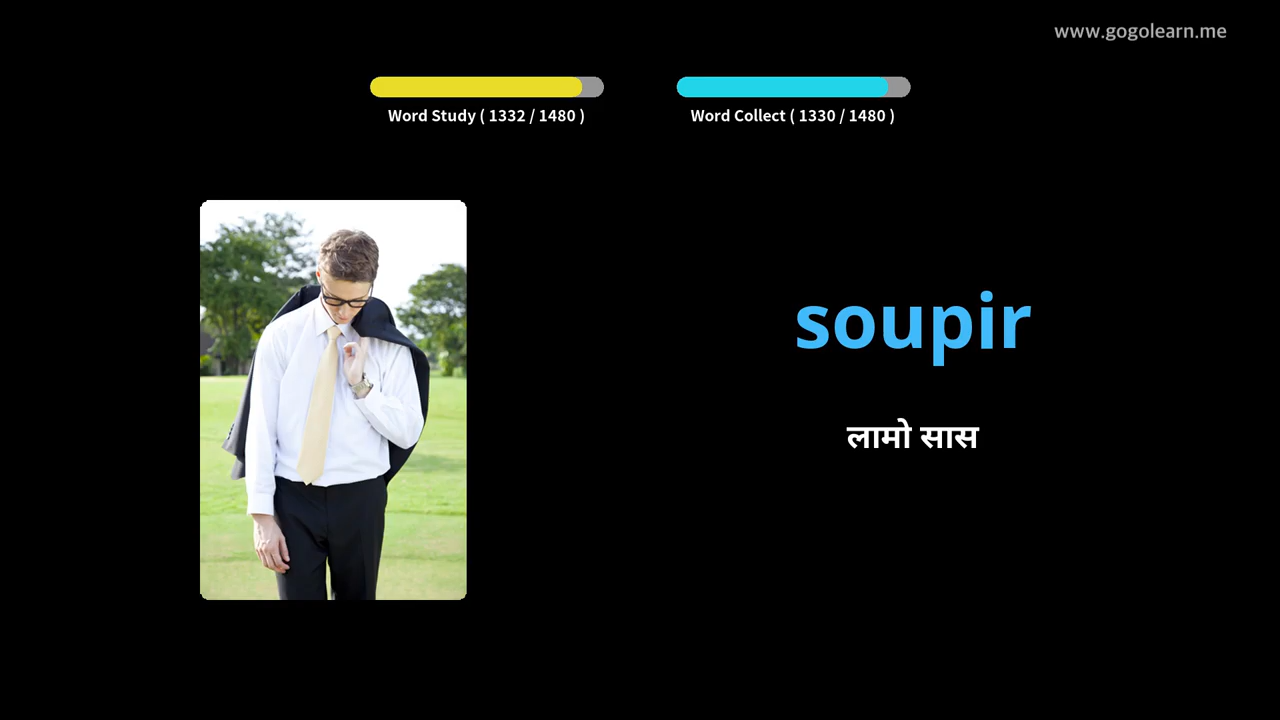 www.gogolearn.me
Word Study ( 1332 / 1480 )
Word Collect ( 1330 / 1480 )
soupir
लामो सास